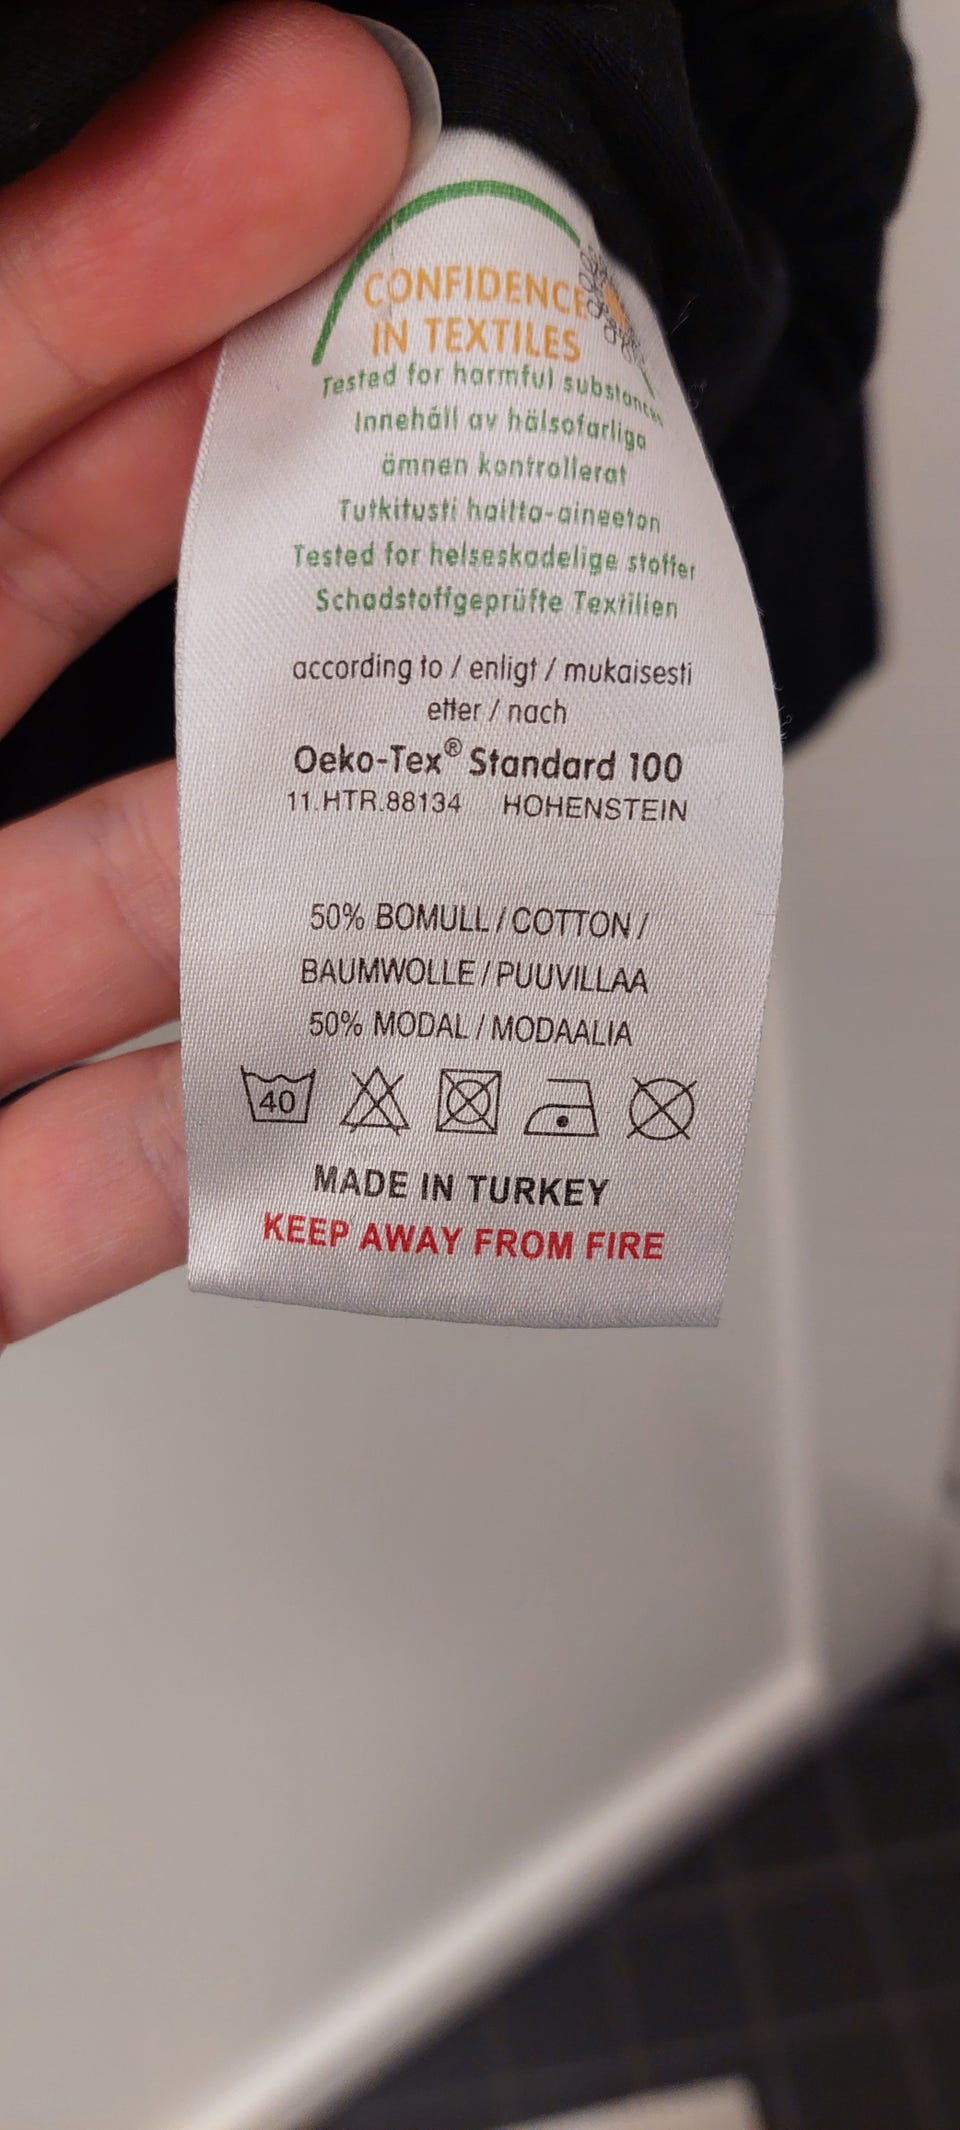 CONFIDENCE
IN TEXTILES
Tested for harmful substances
Innehåll av hälsofarliga
ämnen kontrollerat
Tutkitusti haitta-aineeton
Tested for helseskadelige stoffer
Schadstoffgeprüfte Textilien
according to / enligt / mukaisesti
etter / nach
Oeko-Tex® Standard 100
11.HTR.88134 HOHENSTEIN
50% BOMULL / COTTON /
BAUMWOLLE / PUUVILLAA
50% MODAL / MODAALIA
40
MADE IN TURKEY
KEEP AWAY FROM FIRE